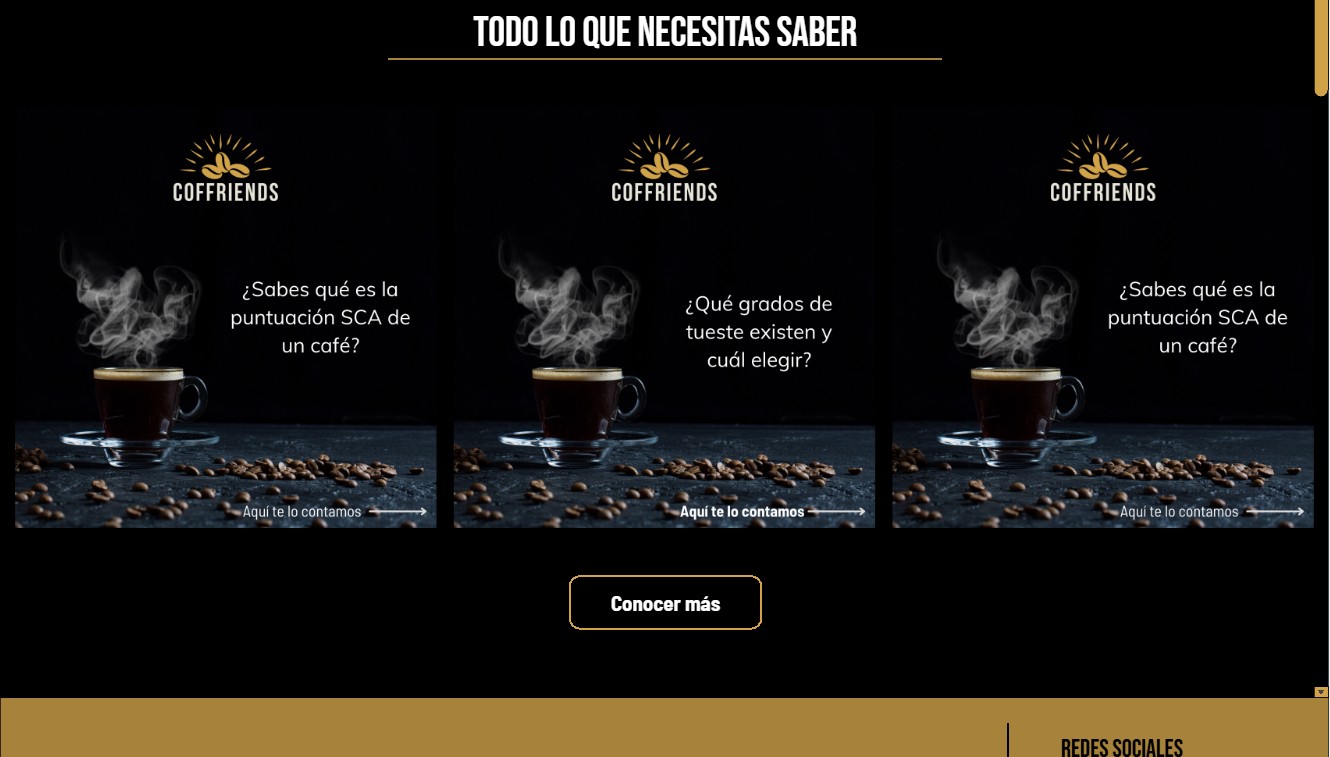 TODO LO QUE NECESITAS SABER
COFFRIENDS
¿Sabes qué es la
puntuación SCA de
un café?
Aquí te lo contamos
COFFRIENDS
¿Qué grados de
tueste existen y
cuál elegir?
Aquí te lo contamos
COFFRIENDS
¿Sabes qué es la
puntuación SCA de
un café?
Aquí te lo contamos
Conocer más
REDES SOCIALES